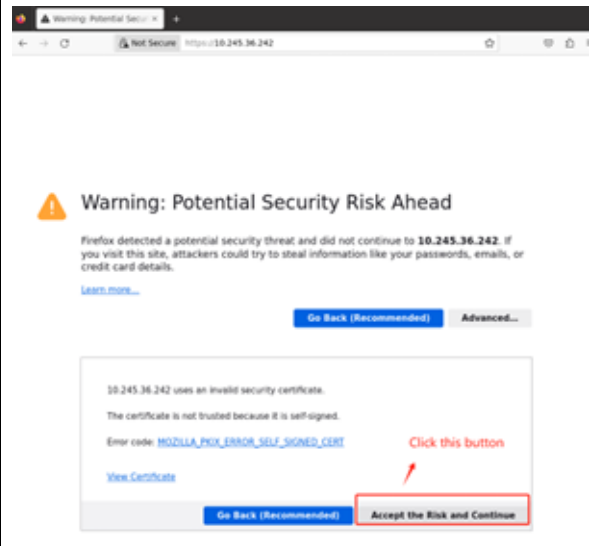 Warning: Potential Secur
Not Secure https://10.245.36.242
Warning: Potential Security Risk Ahead
Firefox detected a potential security threat and did not continue to 10.245.36.242. If
you visit this site, attackers could try to steal information like your passwords, emails, or
credit card details.
Learn more...
Go Back (Recommended) Advanced...
10.245.36.242 uses an invalid security certificate.
The certificate is not trusted because it is self-signed.
Error code: MOZILLA_PKIX_ERROR_SELF_SIGNED_CERT
Click this button
View Certificate
Go Back (Recommended) Accept the Risk and Continue